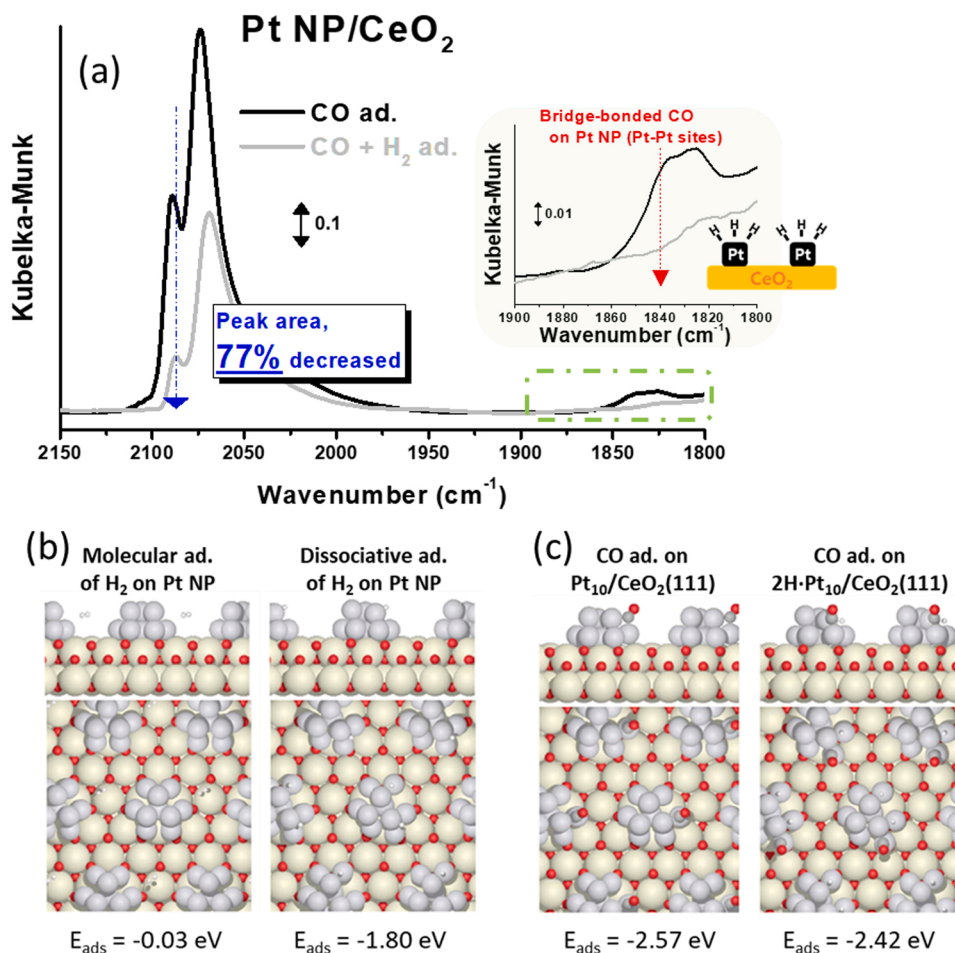 Pt NP/CeO2
(a)
CO ad.
CO + H2 ad.
0.1
Kubelka-Munk
Peak area,
77% decreased
2150 2100 2050 2000 1950 1900 1850 1800
Wavenumber (cm-1)
Bridge-bonded CO
on Pt NP (Pt-Pt sites)
0.01
Kubelka-Munk
1900 1880 1860 1840 1820 1800
Wavenumber (cm-1)
H H H H H H
Pt Pt
CeO2
(b)
Molecular ad.
of H2 on Pt NP
Dissociative ad.
of H2 on Pt NP
Eads = -0.03 eV
Eads = -1.80 eV
(c)
CO ad. on
Pt10/CeO2(111)
CO ad. on
2H·Pt10/CeO2(111)
Eads = -2.57 eV
Eads = -2.42 eV